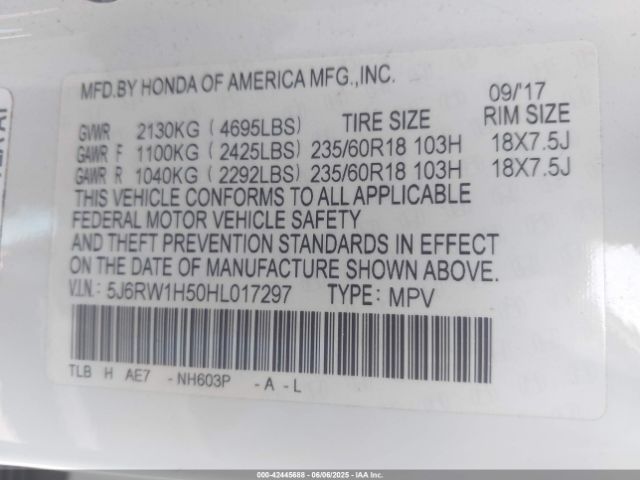 MFD.BY HONDA OF AMERICA MFG.,INC. 09/'17
GVWR 2130KG ( 4695LBS ) TIRE SIZE RIM SIZE
GAWR F 1100KG ( 2425LBS ) 235/60R18 103H 18X7.5J
GAWR R 1040KG ( 2292LBS ) 235/60R18 103H 18X7.5J
THIS VEHICLE CONFORMS TO ALL APPLICABLE
FEDERAL MOTOR VEHICLE SAFETY
AND THEFT PREVENTION STANDARDS IN EFFECT
ON THE DATE OF MANUFACTURE SHOWN ABOVE.
V.I.N.: 5J6RW1H50HL017297 TYPE: MPV
TLB H AE7 - NH603P - A - L
000-42445688 - 06/06/2025 - IAA Inc.